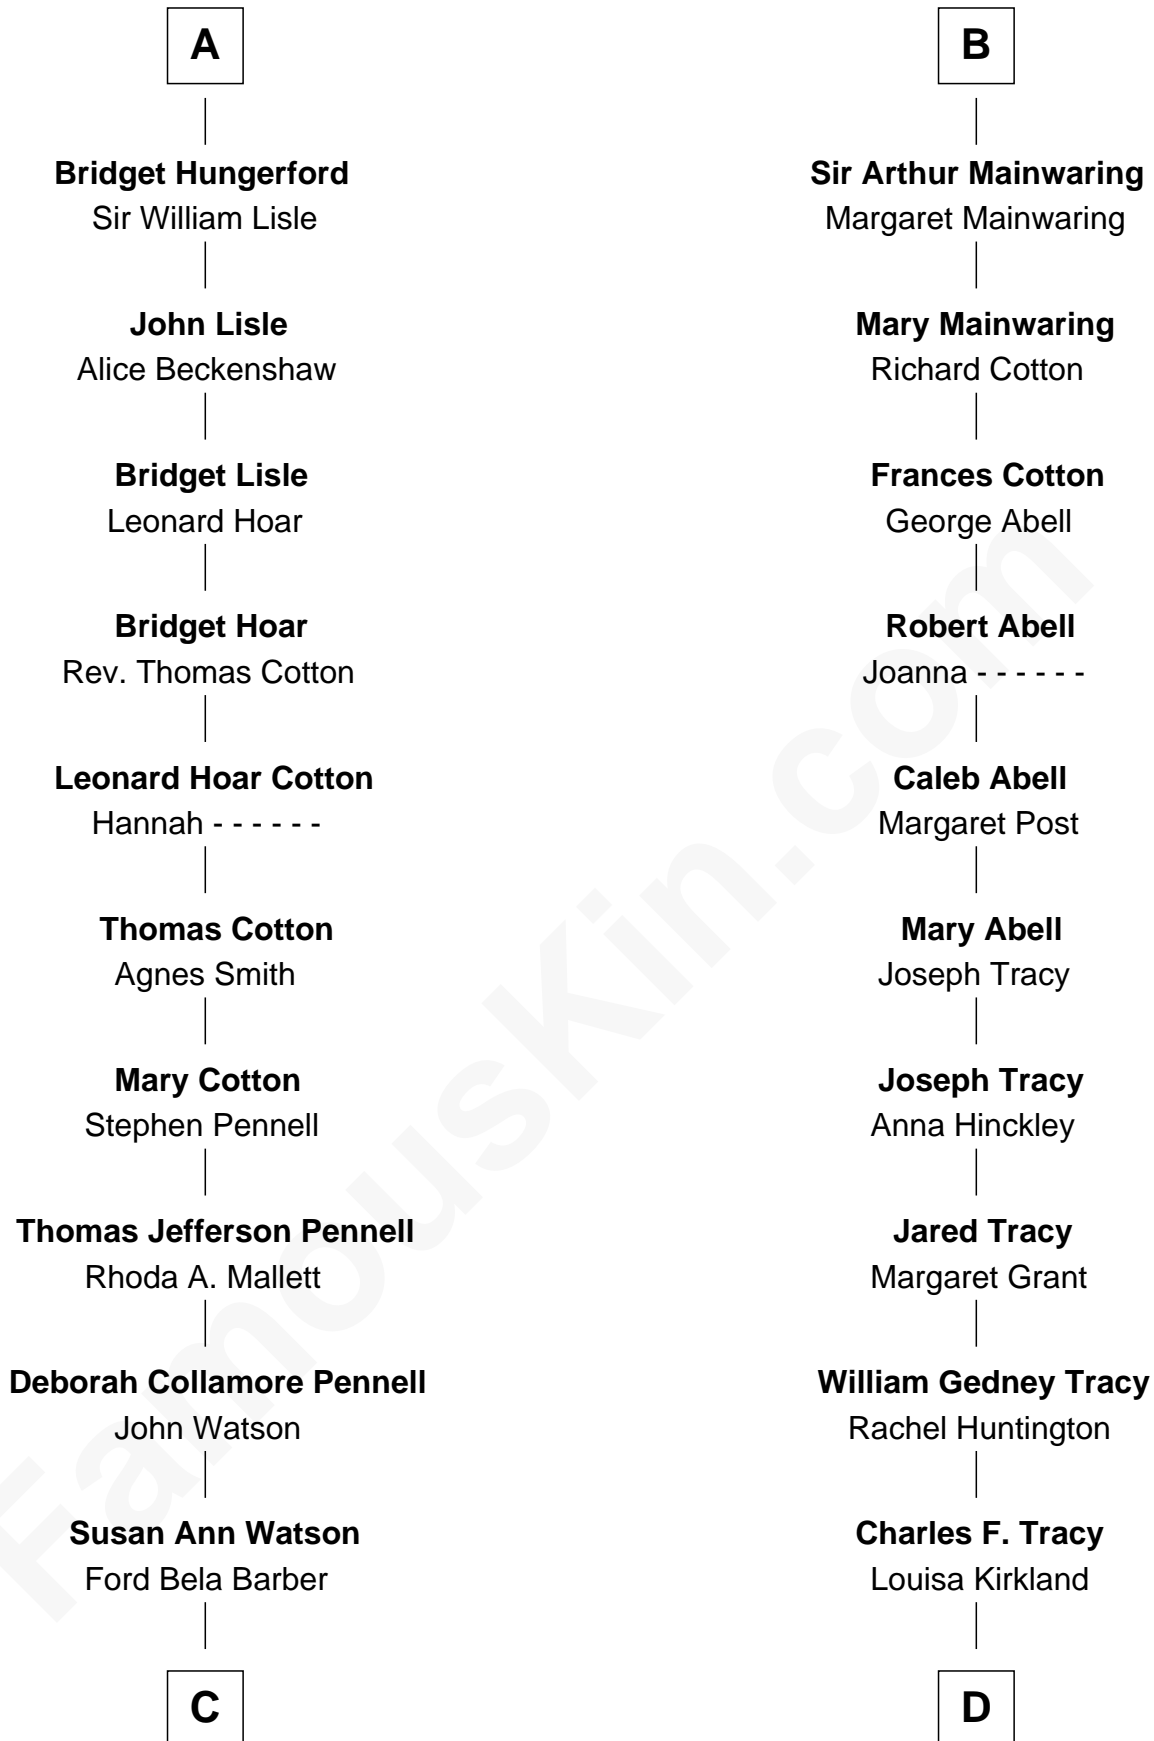 A
Bridget Hungerford
Sir William Lisle
John Lisle
Alice Beckenshaw
Bridget Lisle
Leonard Hoar
Bridget Hoar
Rev. Thomas Cotton
Leonard Hoar Cotton
Hannah - - - - - -
Thomas Cotton
Agnes Smith
Mary Cotton
Stephen Pennell
Thomas Jefferson Pennell
Rhoda A. Mallett
Deborah Collamore Pennell
John Watson
Susan Ann Watson
Ford Bela Barber
C
B
Sir Arthur Mainwaring
Margaret Mainwaring
Mary Mainwaring
Richard Cotton
Frances Cotton
George Abell
Robert Abell
Joanna - - - - - -
Caleb Abell
Margaret Post
Mary Abell
Joseph Tracy
Joseph Tracy
Anna Hinckley
Jared Tracy
Margaret Grant
William Gedney Tracy
Rachel Huntington
Charles F. Tracy
Louisa Kirkland
D
FamousKin.com